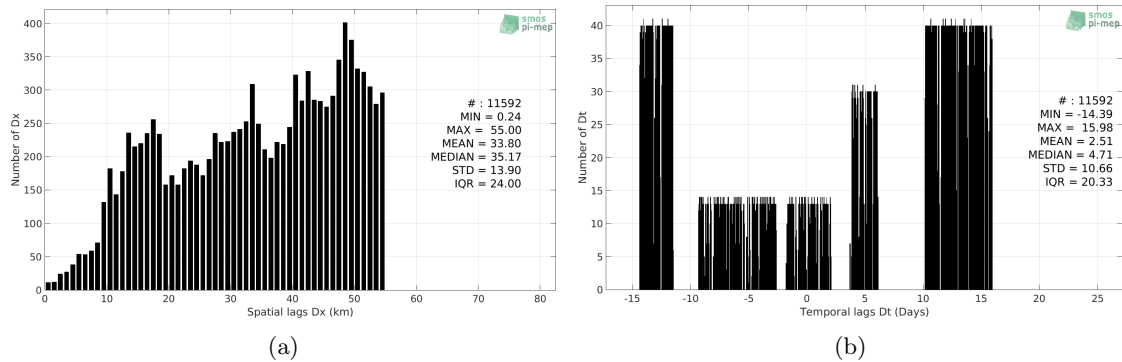 smos
pi-mep
400
350
300
250
200
150
100
50
0
Number of Dx
# : 11592
MIN = 0.24
MAX = 55.00
MEAN = 33.80
MEDIAN = 35.17
STD = 13.90
IQR = 24.00
0 10 20 30 40 50 60 70 80
Spatial lags Dx (km)
(a)
smos
pi-mep
40
35
30
25
20
15
10
5
0
Number of Dt
# : 11592
MIN = -14.39
MAX = 15.98
MEAN = 2.51
MEDIAN = 4.71
STD = 10.66
IQR = 20.33
-15 -10 -5 0 5 10 15 20 25
Temporal lags Dt (Days)
(b)